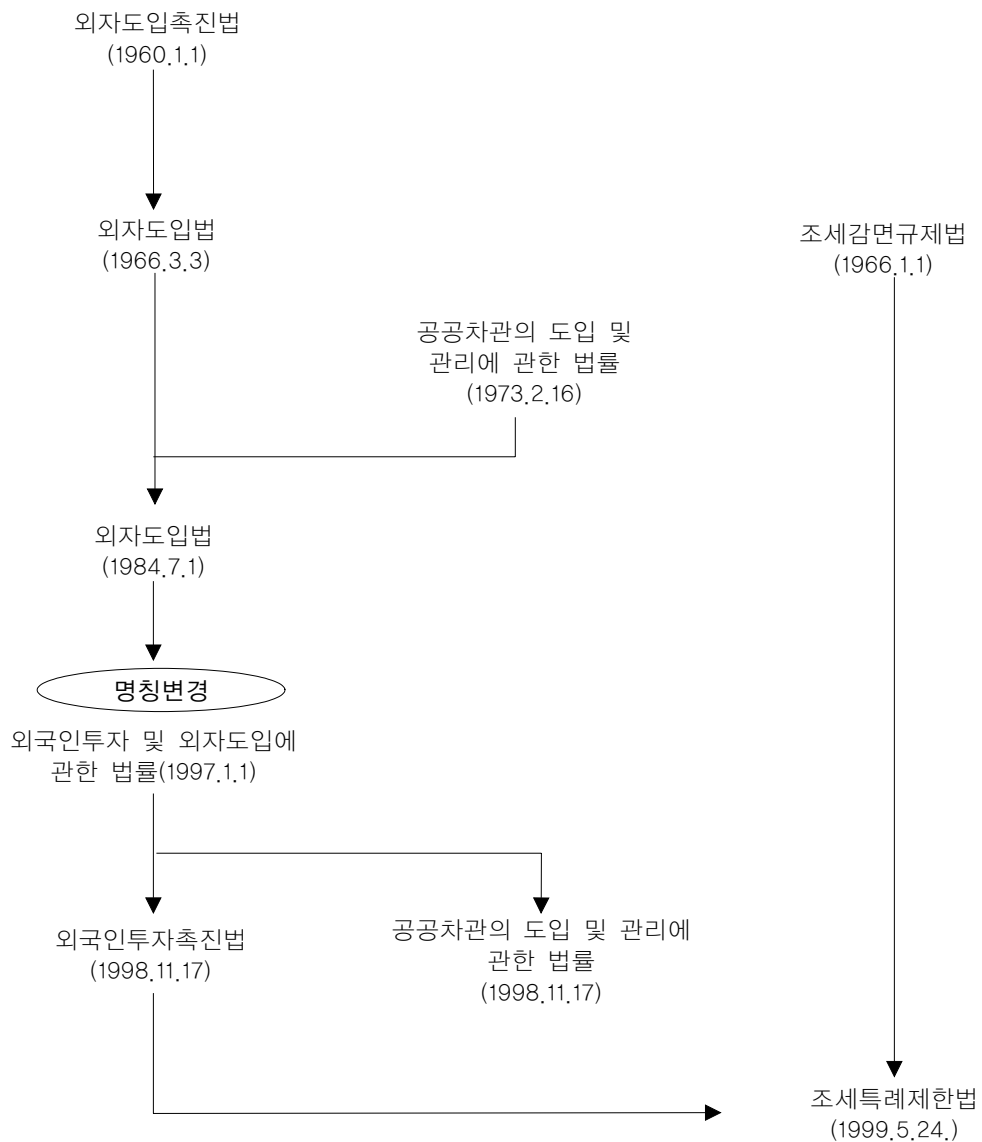 외자도입촉진법
(1960.1.1)
외자도입법
(1966.3.3)
조세감면규제법
(1966.1.1)
공공차관의 도입 및
관리에 관한 법률
(1973.2.16)
외자도입법
(1984.7.1)
명칭변경
외국인투자 및 외자도입에
관한 법률(1997.1.1)
외국인투자촉진법
(1998.11.17)
공공차관의 도입 및 관리에
관한 법률
(1998.11.17)
조세특례제한법
(1999.5.24.)